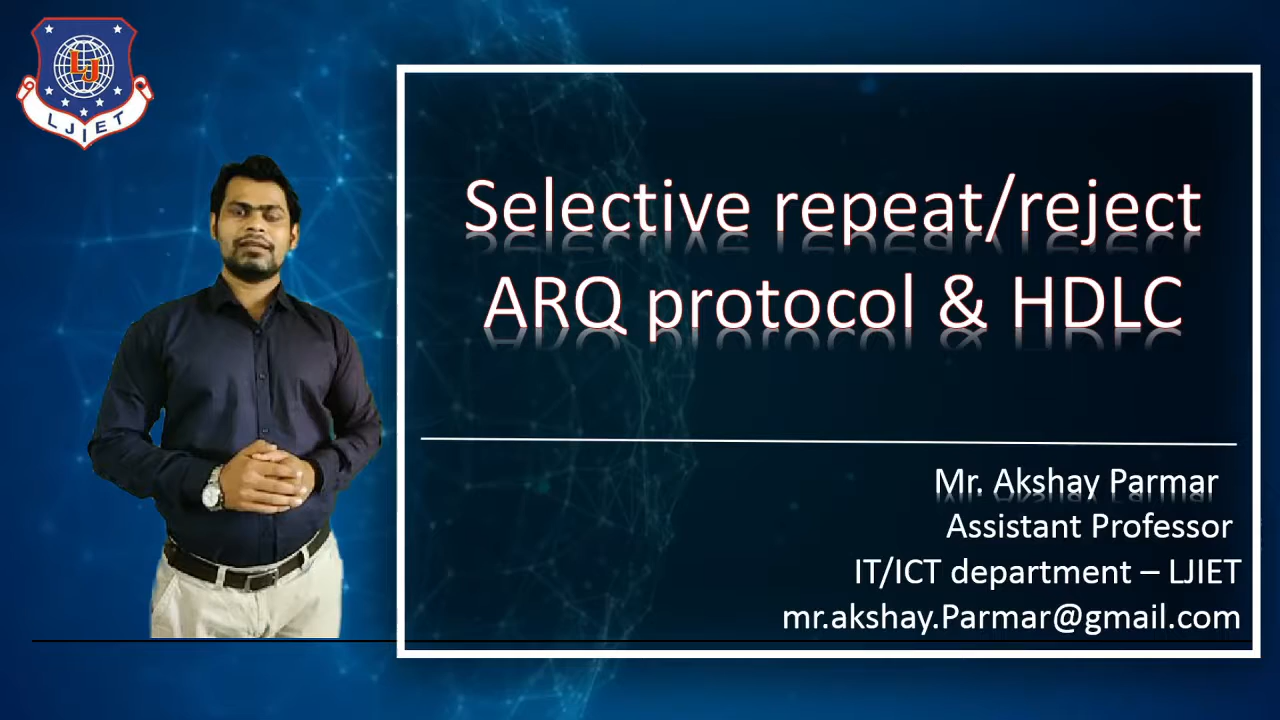 LJ
LJIET
Selective repeat/reject
ARQ protocol & HDLC
Mr. Akshay Parmar
Assistant Professor
IT/ICT department – LJIET
mr.akshay.Parmar@gmail.com